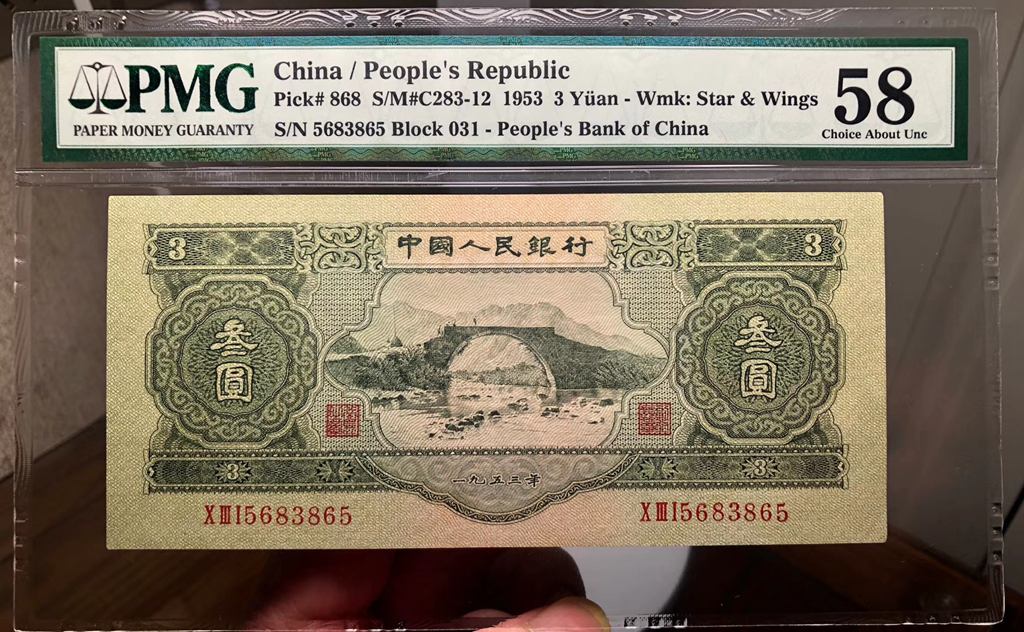 PMG
PAPER MONEY GUARANTY
China / People's Republic
Pick# 868 S/M#C283-12 1953 3 Yüan - Wmk: Star & Wings
S/N 5683865 Block 031 - People's Bank of China
58
Choice About Unc
中國人民銀行
3 3
叁圓 叁圓
3 3
一九五三年
XⅢI5683865 XⅢI5683865